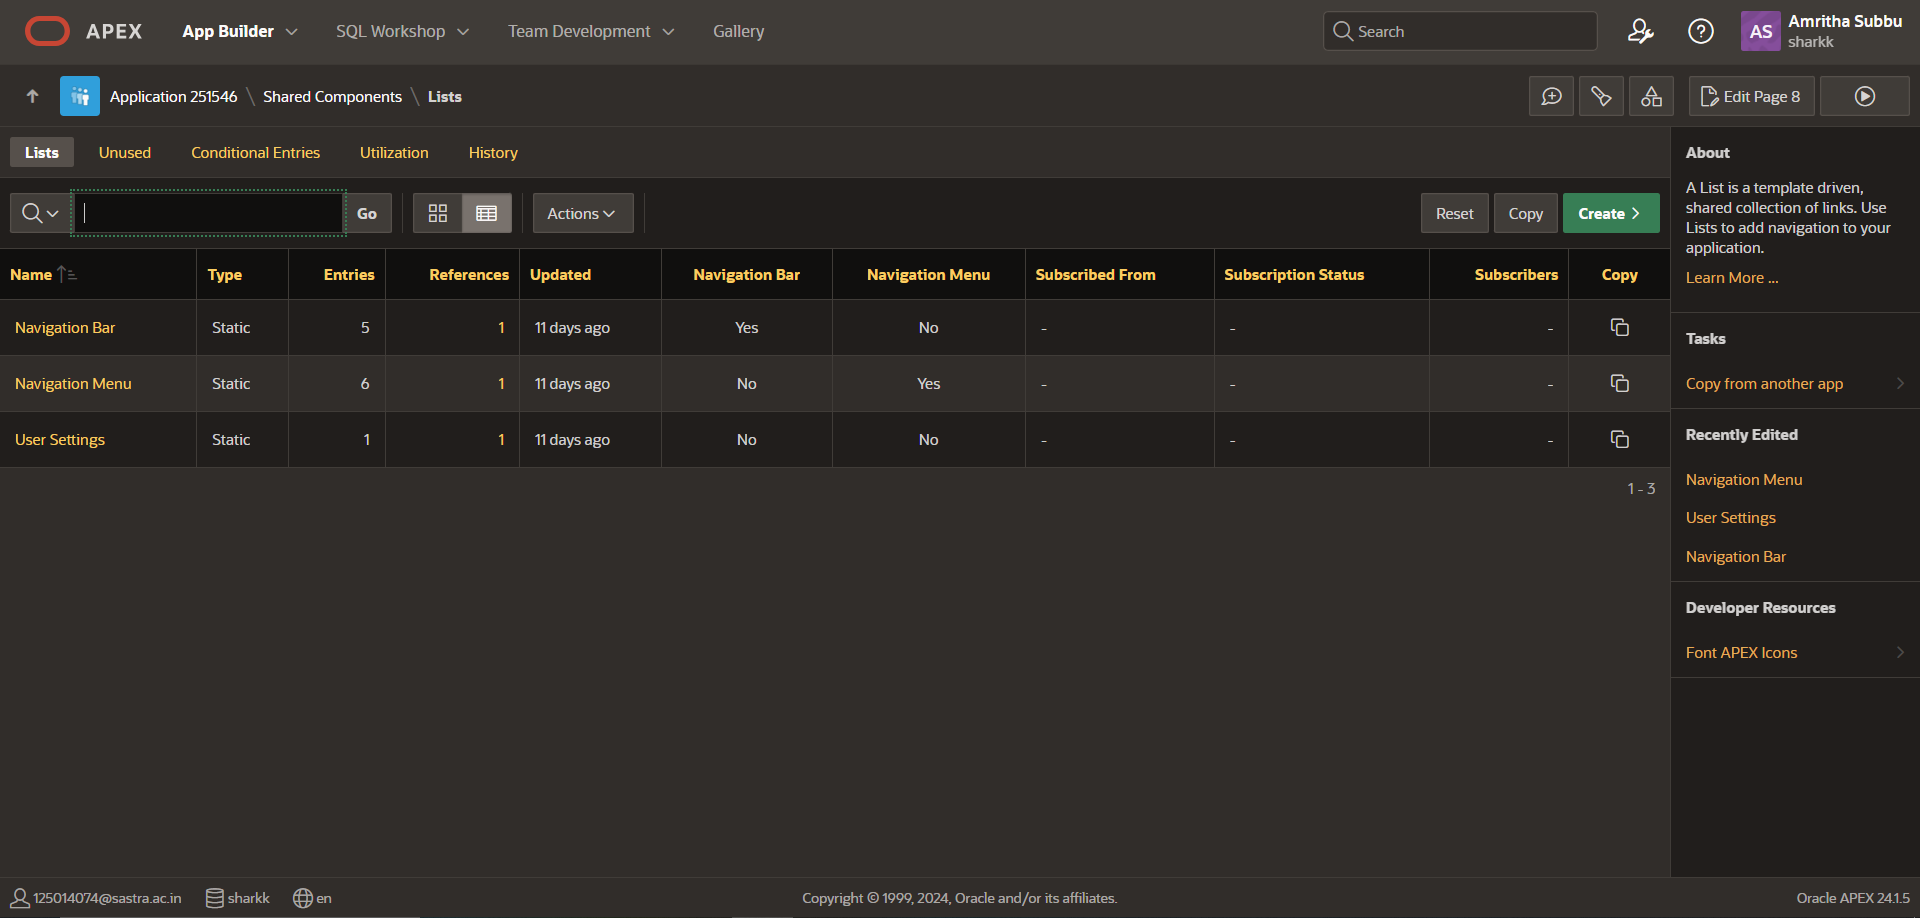 APEX App Builder SQL Workshop Team Development Gallery Search AS Amritha Subbu
sharkk
Application 251546 \ Shared Components \ Lists Edit Page 8
Lists Unused Conditional Entries Utilization History
Go Actions Reset Copy Create
Name Type Entries References Updated Navigation Bar Navigation Menu Subscribed From Subscription Status Subscribers Copy
Navigation Bar Static 5 1 11 days ago Yes No - - -
Navigation Menu Static 6 1 11 days ago No Yes - - -
User Settings Static 1 1 11 days ago No No - - -
1 - 3
About
A List is a template driven,
shared collection of links. Use
Lists to add navigation to your
application.
Learn More ...
Tasks
Copy from another app
Recently Edited
Navigation Menu
User Settings
Navigation Bar
Developer Resources
Font APEX Icons
125014074@sastra.ac.in sharkk en Copyright © 1999, 2024, Oracle and/or its affiliates. Oracle APEX 24.1.5